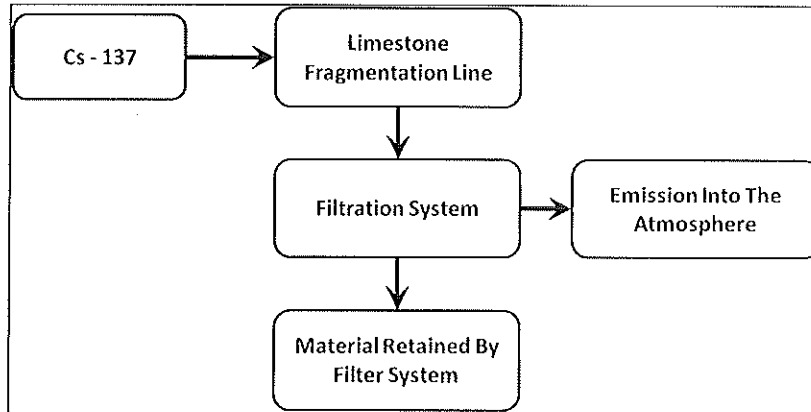 Cs - 137
Limestone
Fragmentation Line
Filtration System
Emission Into The
Atmosphere
Material Retained By
Filter System